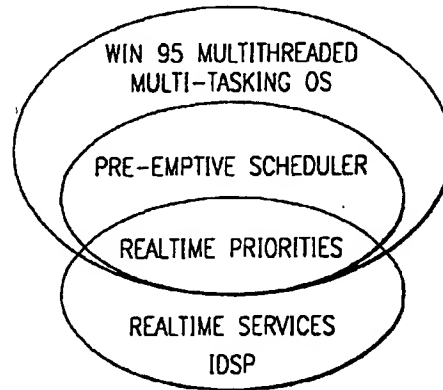 WIN 95 MULTITHREADED
MULTI-TASKING OS
PRE-EMPTIVE SCHEDULER
REALTIME PRIORITIES
REALTIME SERVICES
IDSP